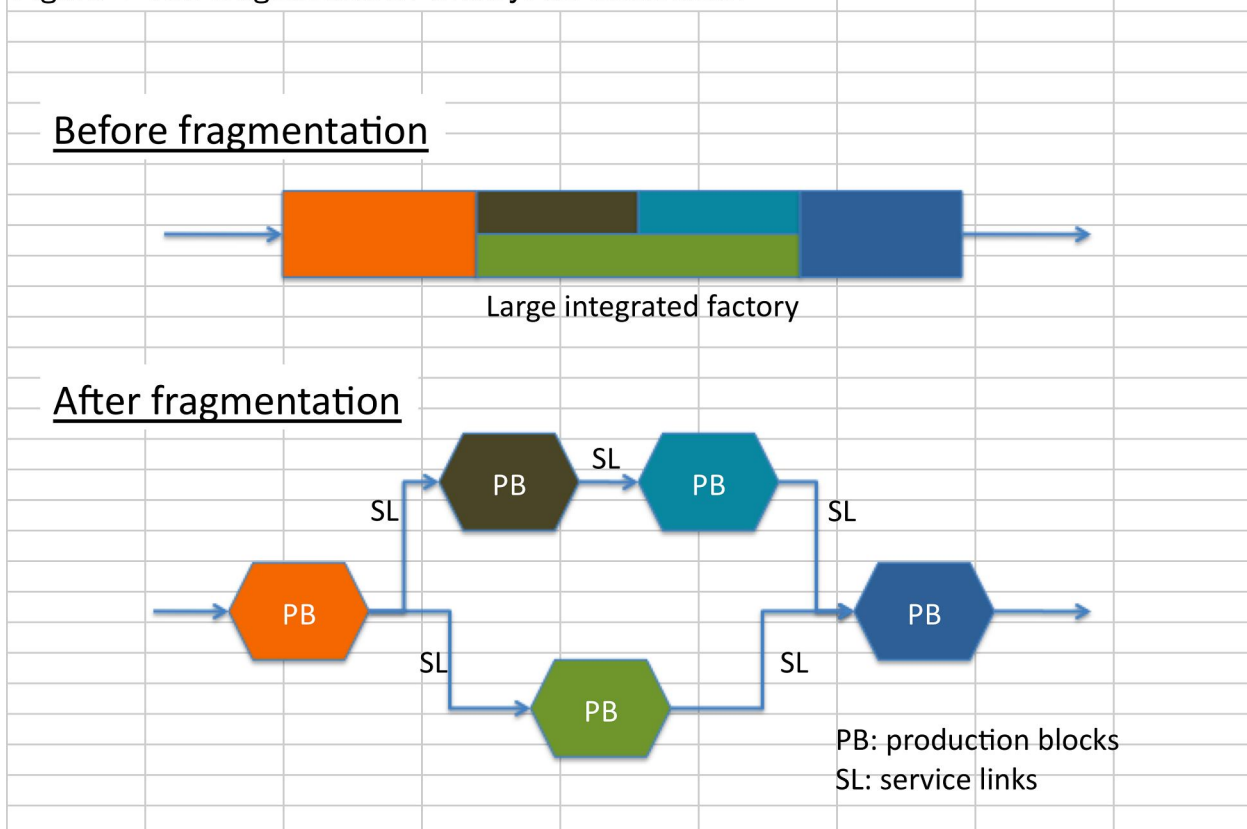 Before fragmentation
Large integrated factory
After fragmentation
PB
SL
PB
SL
PB
SL
PB
SL
PB
SL
PB: production blocks
SL: service links